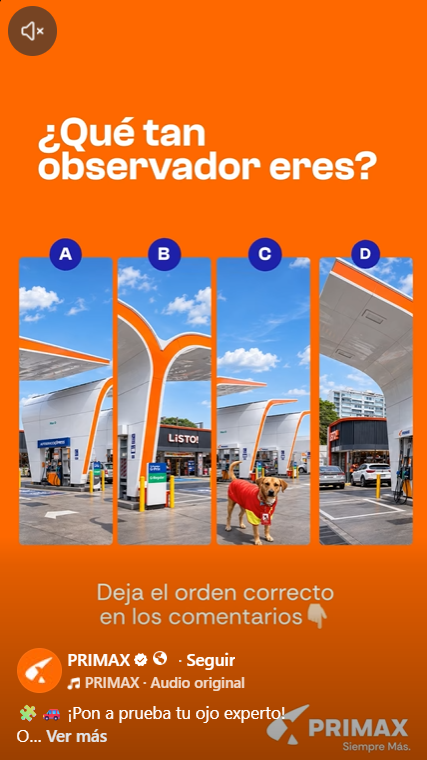 ¿Qué tan
observador eres?
A
B
C
D
LiSTO!
Deja el orden correcto
en los comentarios👇
PRIMAX · Seguir
PRIMAX · Audio original
🧩 🚗 ¡Pon a prueba tu ojo experto!
O... Ver más
PRIMAX
Siempre Más.